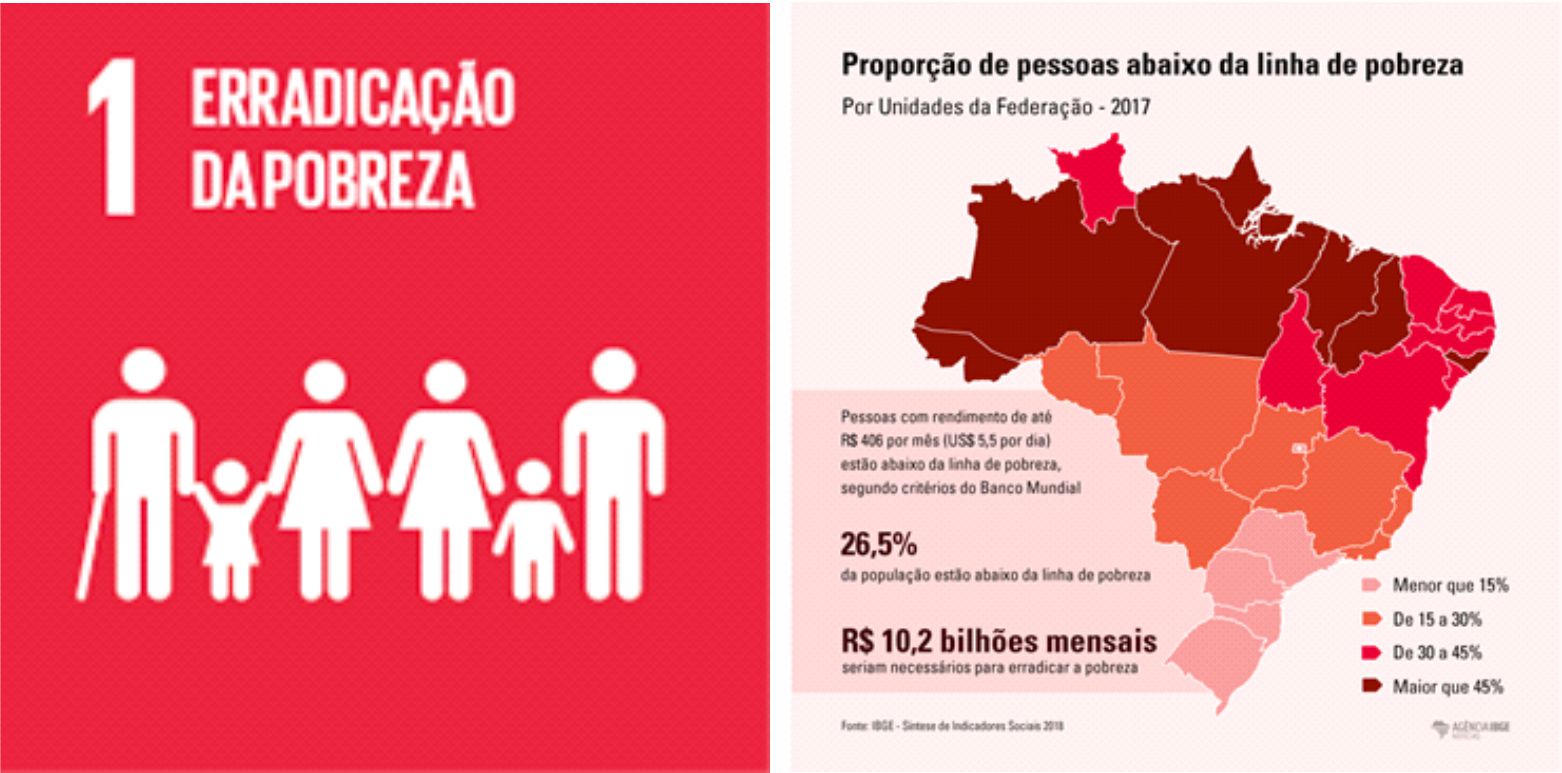 1 ERRADICAÇÃO
DA POBREZA
Proporção de pessoas abaixo da linha de pobreza
Por Unidades da Federação - 2017
Pessoas com rendimento de até
R$ 406 por mês (US$ 5,5 por dia)
estão abaixo da linha de pobreza,
segundo critérios do Banco Mundial
26,5%
da população estão abaixo da linha de pobreza
R$ 10,2 bilhões mensais
seriam necessários para erradicar a pobreza
Menor que 15%
De 15 a 30%
De 30 a 45%
Maior que 45%
Fonte: IBGE - Síntese de Indicadores Sociais 2018
AGÊNCIA IBGE
NOTÍCIAS